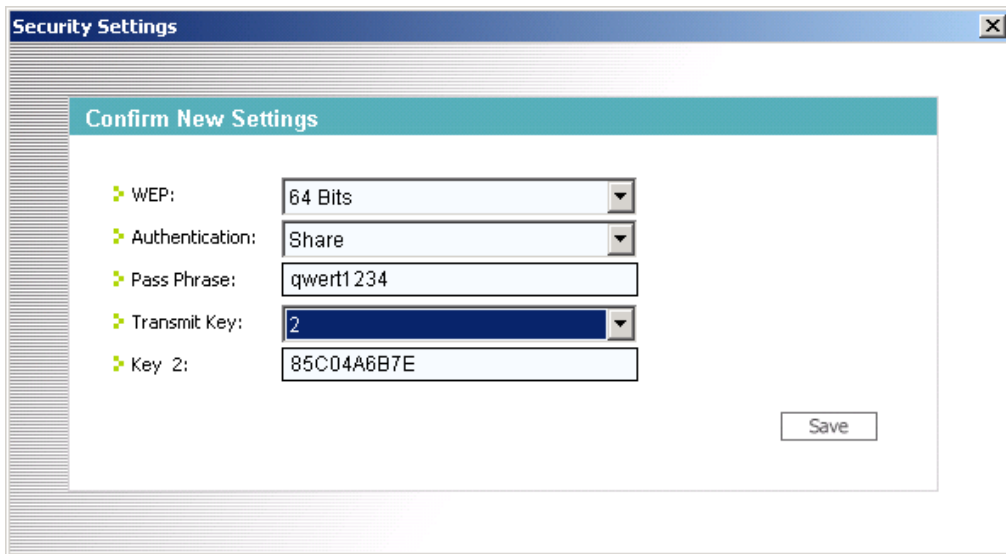 Security Settings
Confirm New Settings
WEP: 64 Bits
Authentication: Share
Pass Phrase: qwert1234
Transmit Key: 2
Key 2: 85C04A6B7E
Save